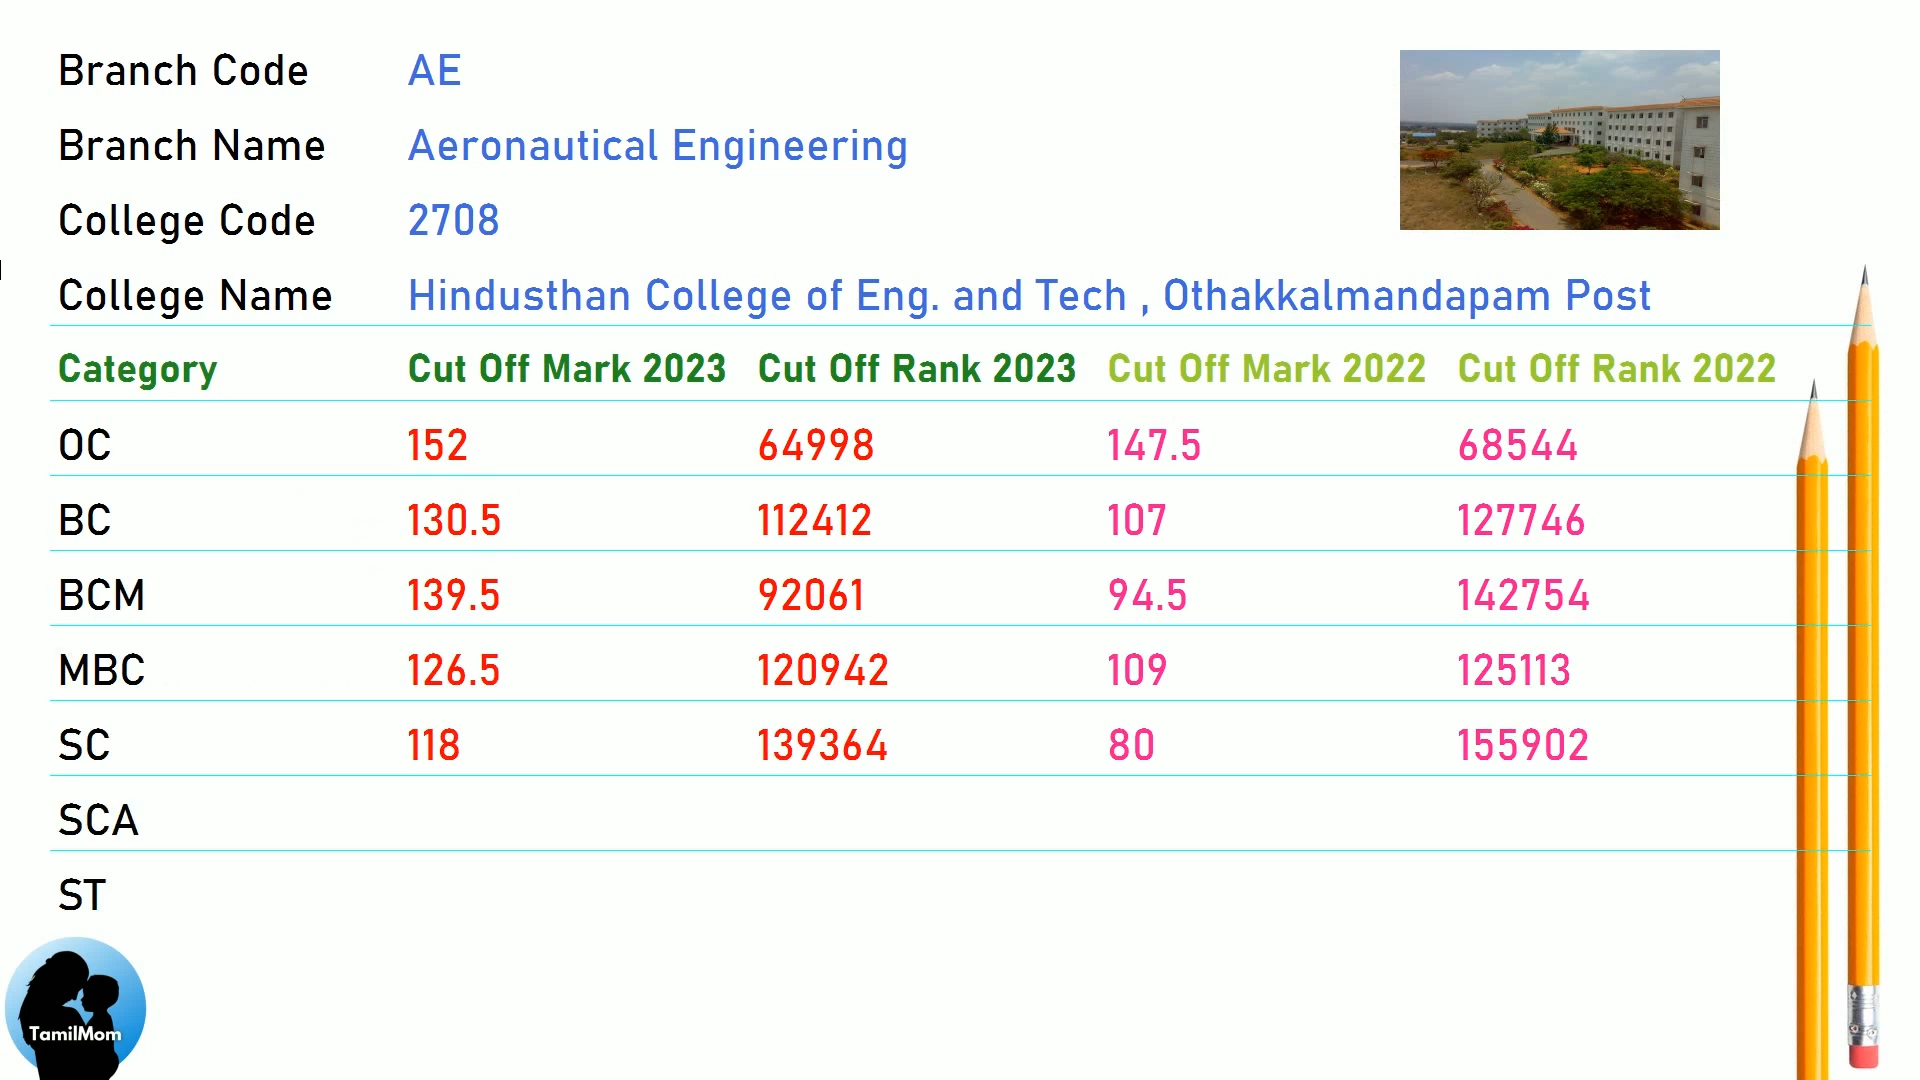 Branch Code AE
Branch Name Aeronautical Engineering
College Code 2708
College Name Hindusthan College of Eng. and Tech , Othakkalmandapam Post
Category Cut Off Mark 2023 Cut Off Rank 2023 Cut Off Mark 2022 Cut Off Rank 2022
OC 152 64998 147.5 68544
BC 130.5 112412 107 127746
BCM 139.5 92061 94.5 142754
MBC 126.5 120942 109 125113
SC 118 139364 80 155902
SCA
ST
TamilMom